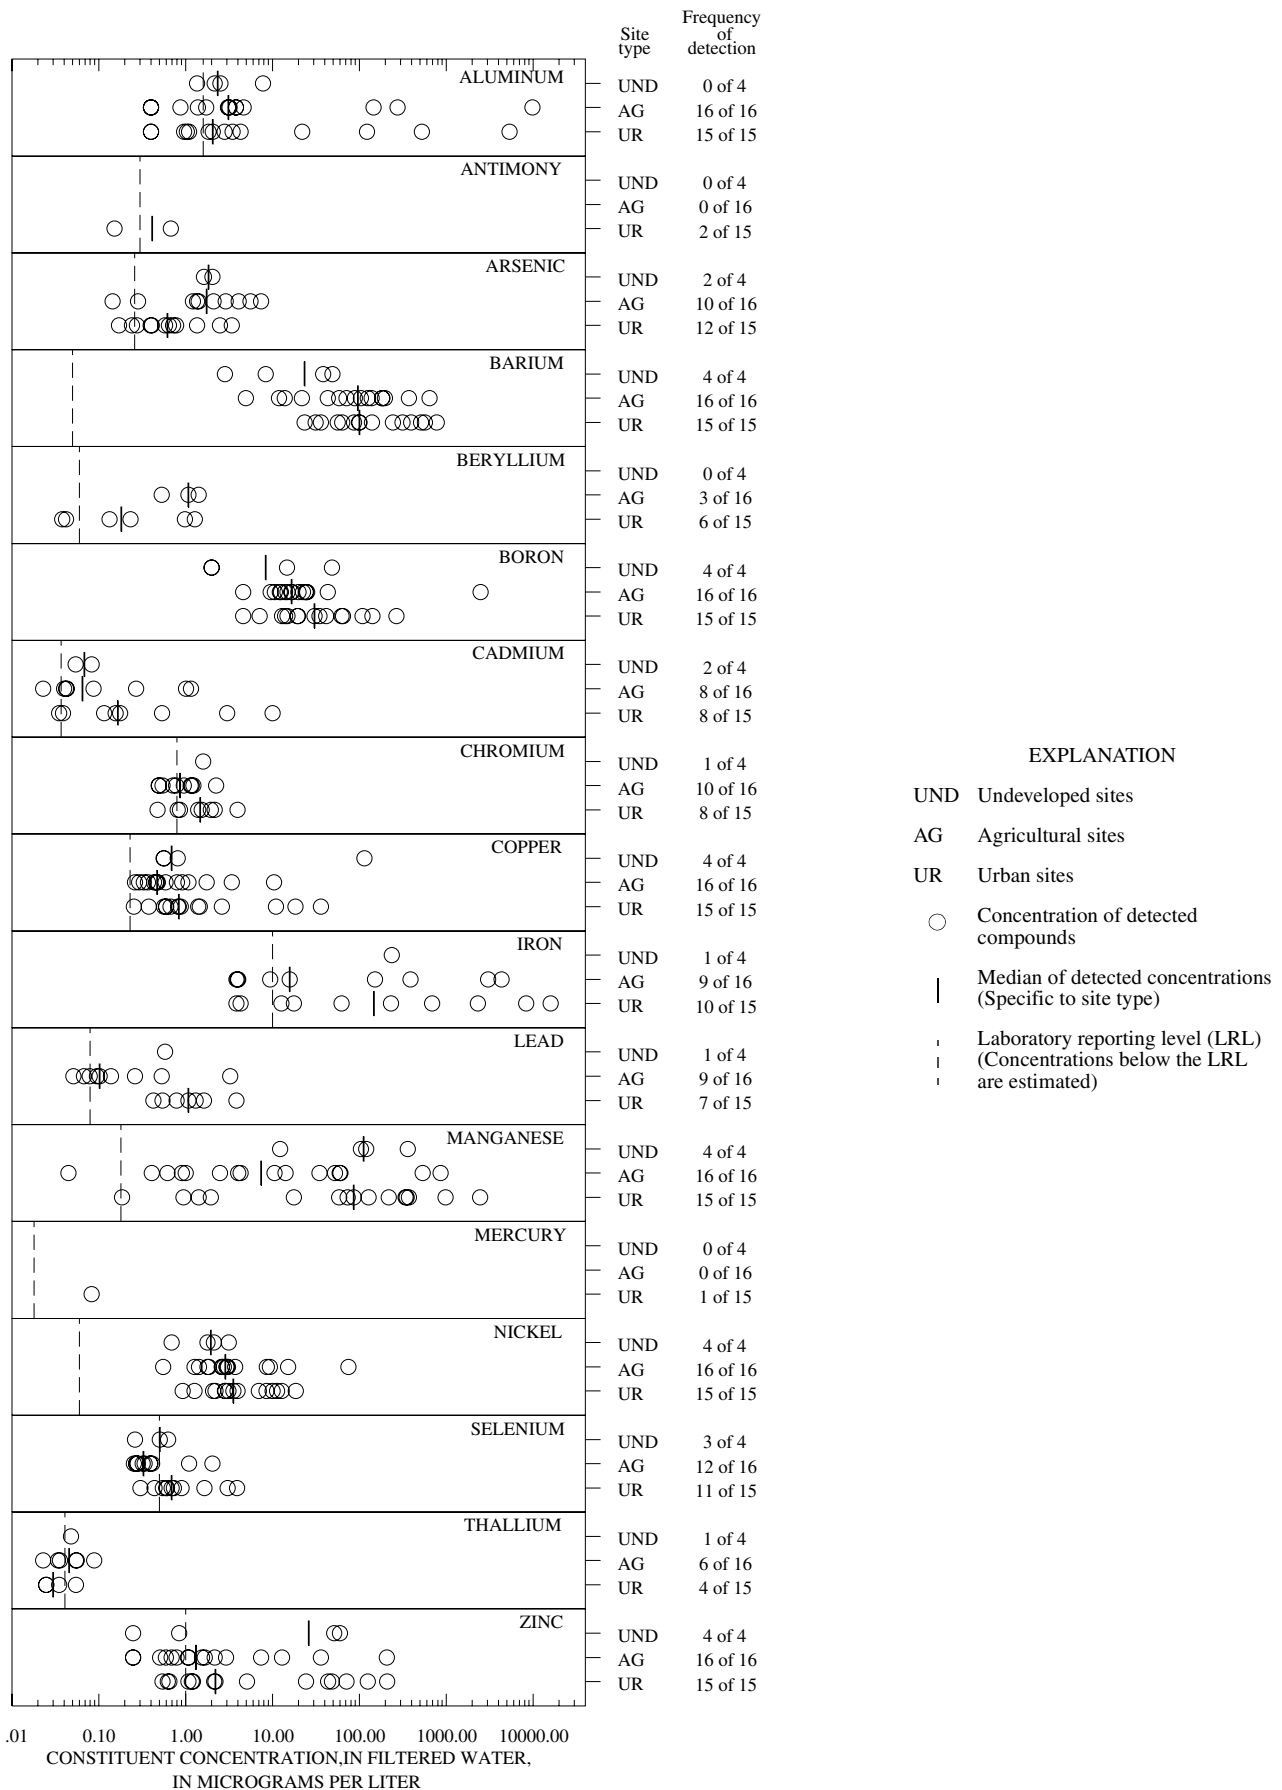 Site
type
Frequency
of
detection
ALUMINUM
UND 0 of 4
AG 16 of 16
UR 15 of 15
ANTIMONY
UND 0 of 4
AG 0 of 16
UR 2 of 15
ARSENIC
UND 2 of 4
AG 10 of 16
UR 12 of 15
BARIUM
UND 4 of 4
AG 16 of 16
UR 15 of 15
BERYLLIUM
UND 0 of 4
AG 3 of 16
UR 6 of 15
BORON
UND 4 of 4
AG 16 of 16
UR 15 of 15
CADMIUM
UND 2 of 4
AG 8 of 16
UR 8 of 15
CHROMIUM
UND 1 of 4
AG 10 of 16
UR 8 of 15
COPPER
UND 4 of 4
AG 16 of 16
UR 15 of 15
IRON
UND 1 of 4
AG 9 of 16
UR 10 of 15
LEAD
UND 1 of 4
AG 9 of 16
UR 7 of 15
MANGANESE
UND 4 of 4
AG 16 of 16
UR 15 of 15
MERCURY
UND 0 of 4
AG 0 of 16
UR 1 of 15
NICKEL
UND 4 of 4
AG 16 of 16
UR 15 of 15
SELENIUM
UND 3 of 4
AG 12 of 16
UR 11 of 15
THALLIUM
UND 1 of 4
AG 6 of 16
UR 4 of 15
ZINC
UND 4 of 4
AG 16 of 16
UR 15 of 15
.01 0.10 1.00 10.00 100.00 1000.00 10000.00
CONSTITUENT CONCENTRATION,IN FILTERED WATER,
IN MICROGRAMS PER LITER
EXPLANATION
UND Undeveloped sites
AG Agricultural sites
UR Urban sites
Concentration of detected
compounds
Median of detected concentrations
(Specific to site type)
Laboratory reporting level (LRL)
(Concentrations below the LRL
are estimated)